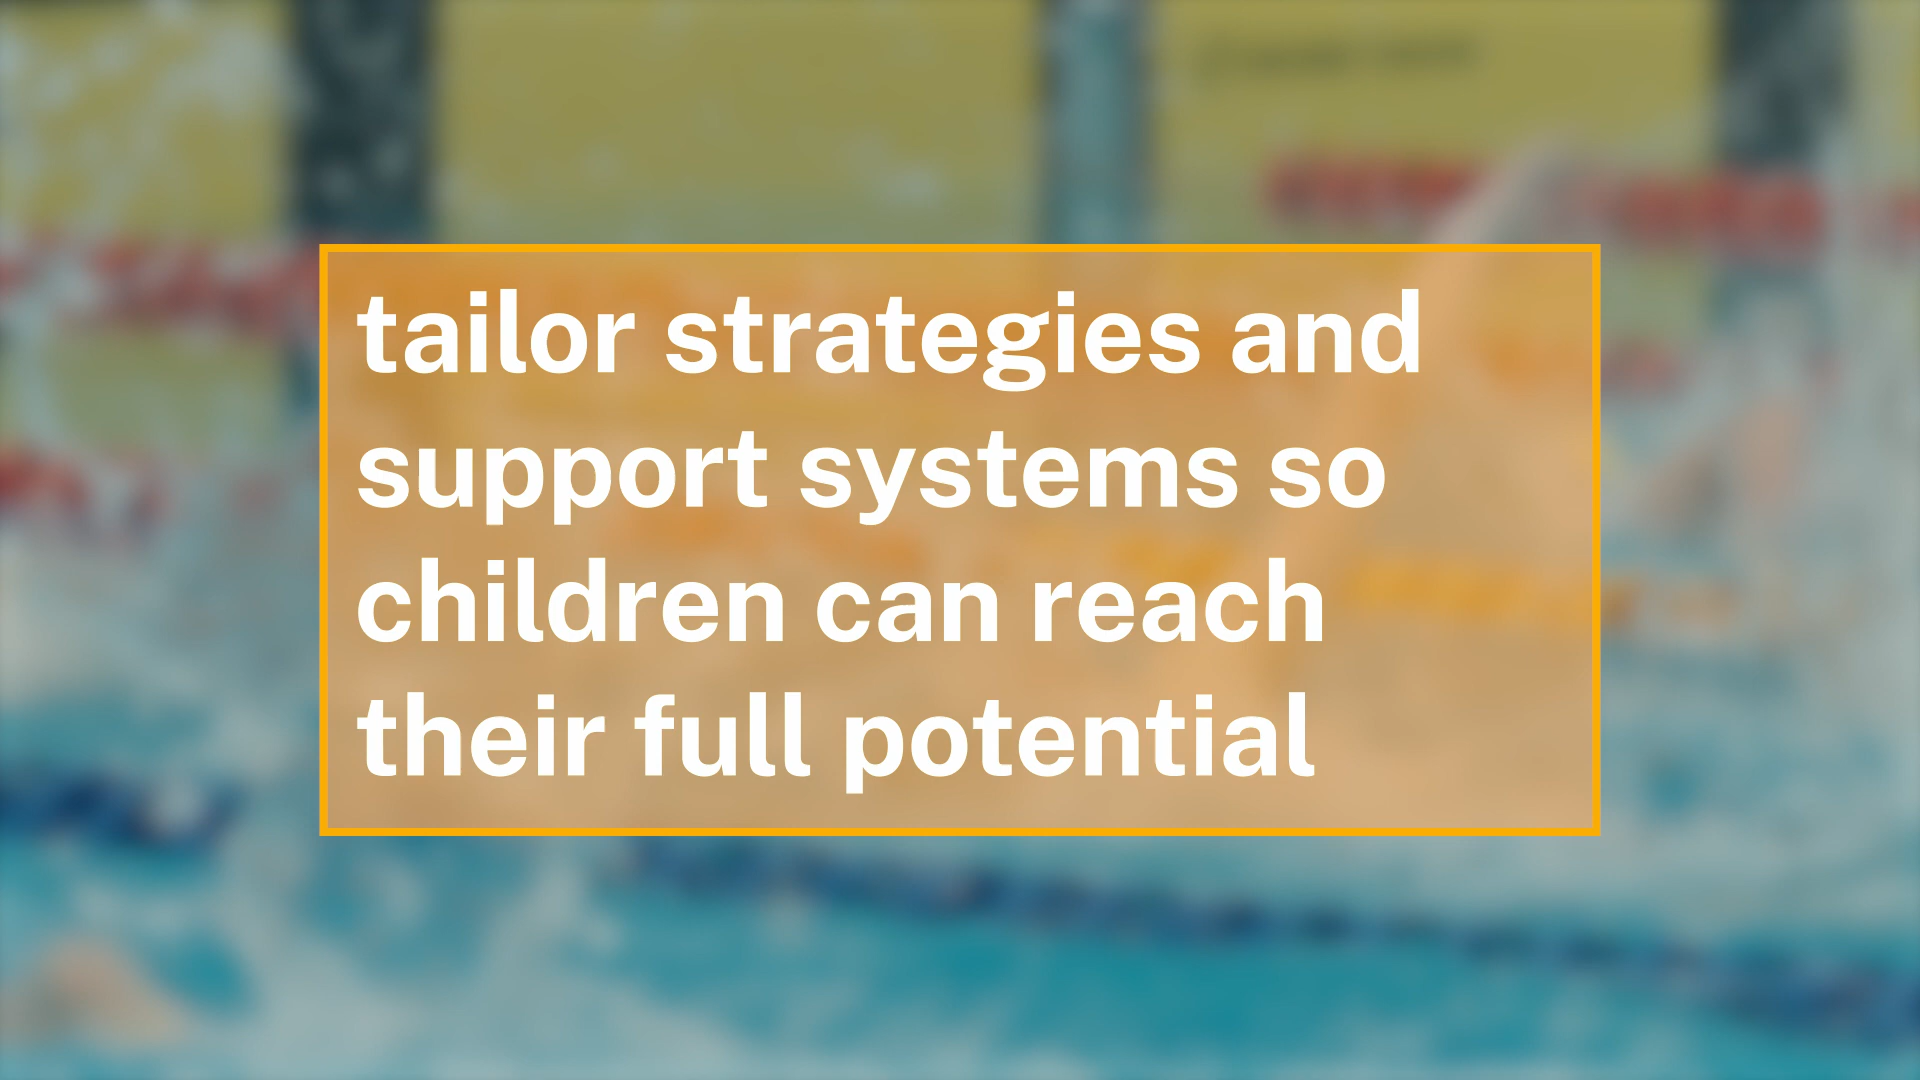 tailor strategies and
support systems so
children can reach
their full potential